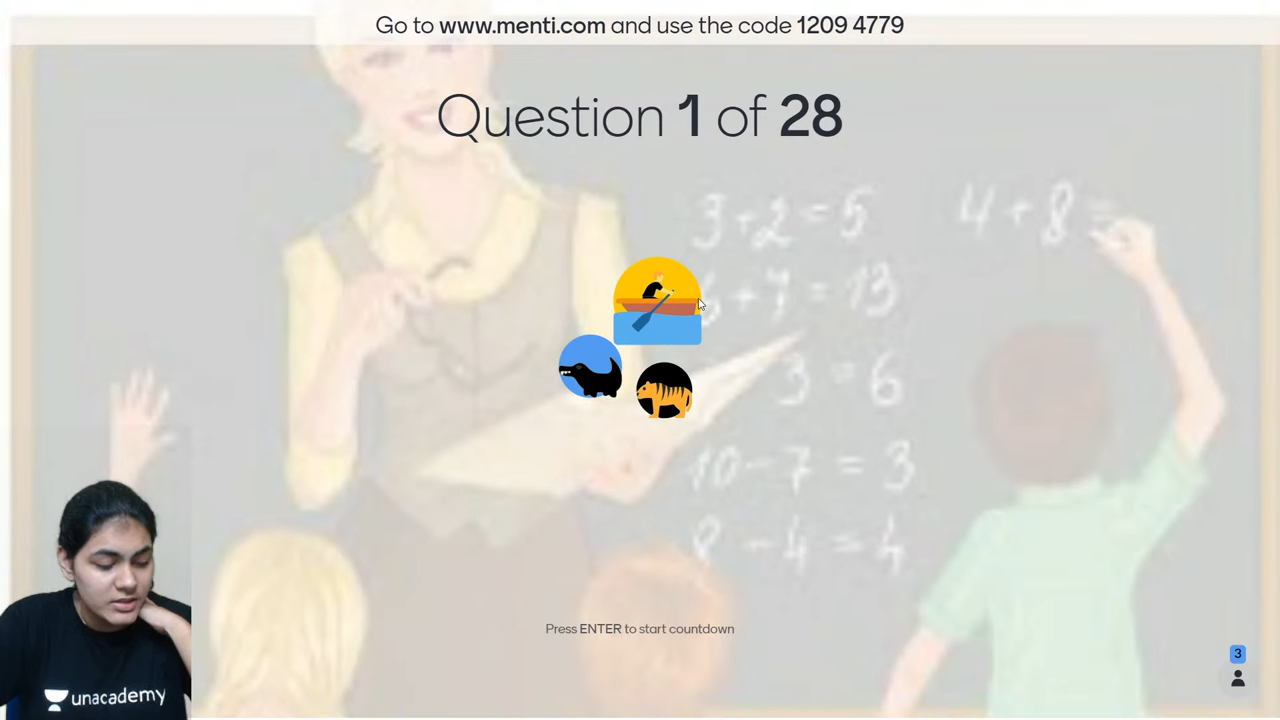 Go to www.menti.com and use the code 1209 4779
Question 1 of 28
3+2=5 4+8=
6+7=13
3=6
10-7=3
8-4=4
Press ENTER to start countdown
3
unacademy